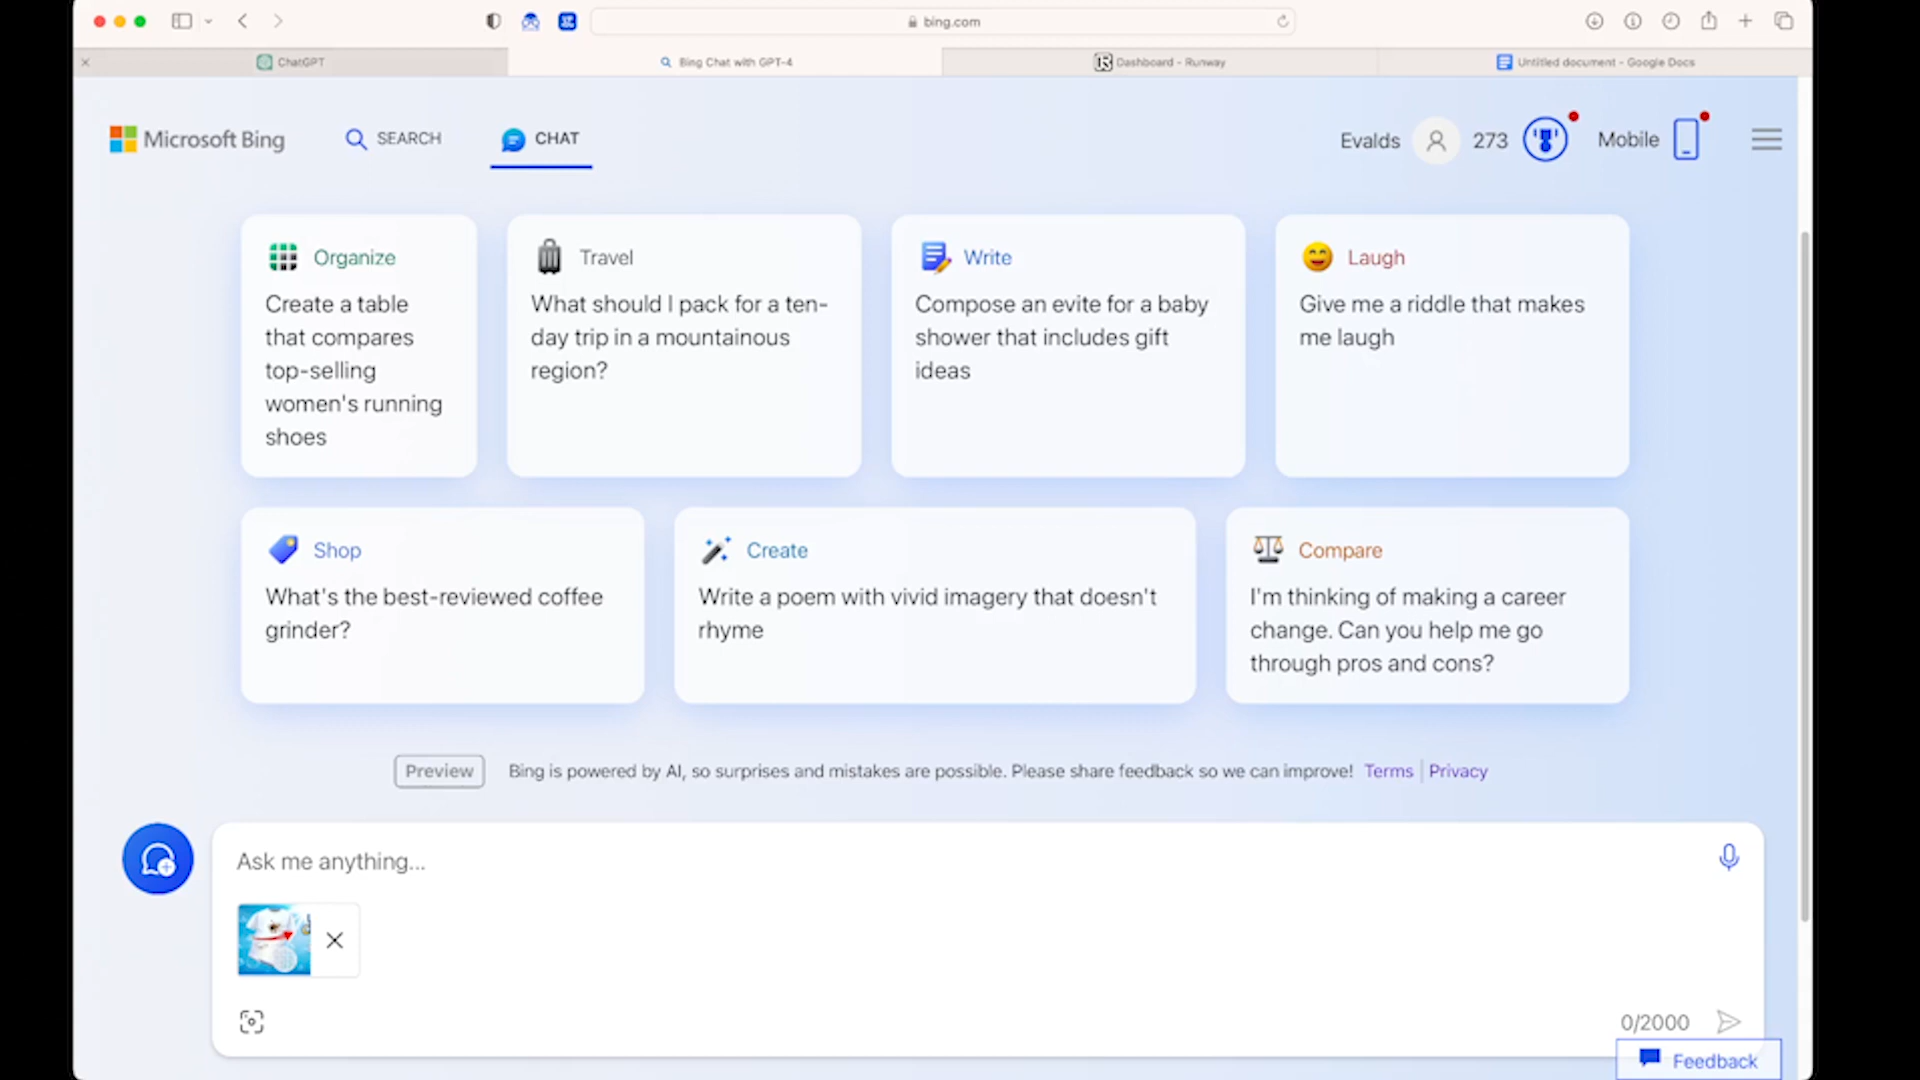 bing.com
ChatGPT
Bing Chat with GPT-4
Dashboard - Runway
Untitled document - Google Docs
Microsoft Bing
SEARCH
CHAT
Evalds
273
Mobile
Organize
Create a table
that compares
top-selling
women's running
shoes
Travel
What should I pack for a ten-
day trip in a mountainous
region?
Write
Compose an evite for a baby
shower that includes gift
ideas
Laugh
Give me a riddle that makes
me laugh
Shop
What's the best-reviewed coffee
grinder?
Create
Write a poem with vivid imagery that doesn't
rhyme
Compare
I'm thinking of making a career
change. Can you help me go
through pros and cons?
Preview
Bing is powered by AI, so surprises and mistakes are possible. Please share feedback so we can improve! Terms | Privacy
Ask me anything...
0/2000
Feedback